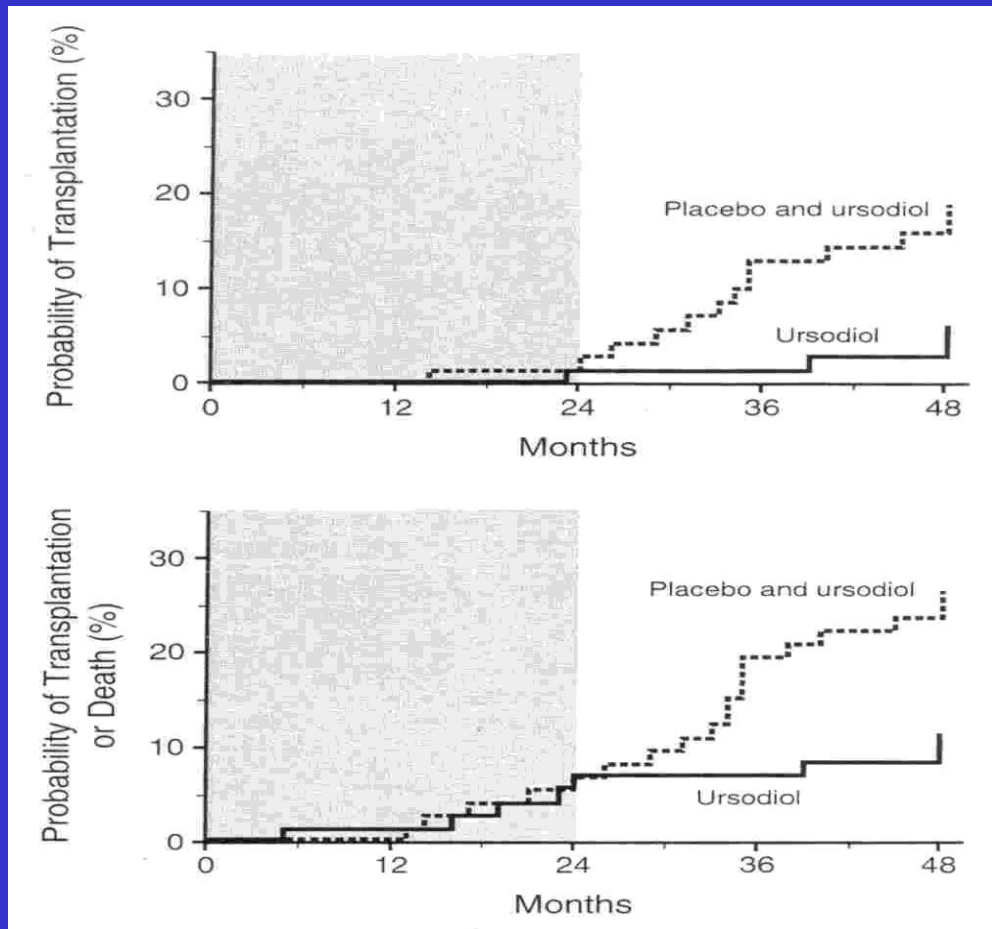 Probability of Transplantation (%)
30
20
10
0
Placebo and ursodiol
Ursodiol
0 12 24 36 48
Months
Probability of Transplantation
or Death (%)
30
20
10
0
Placebo and ursodiol
Ursodiol
0 12 24 36 48
Months